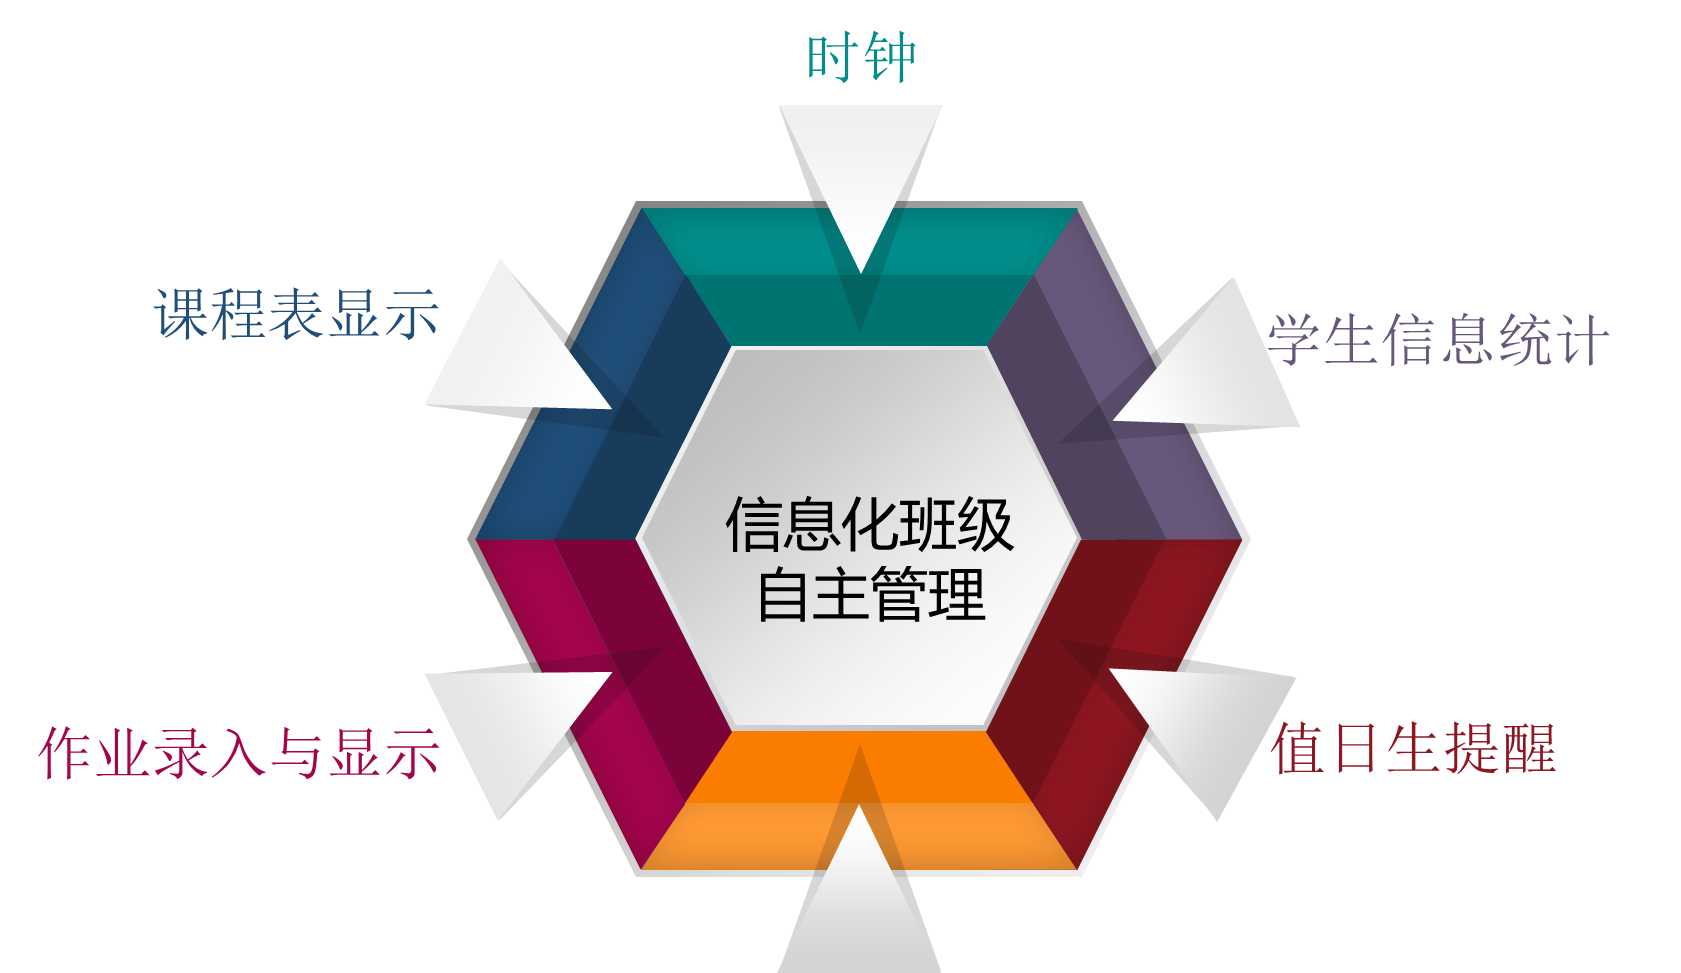 时钟
课程表显示
学生信息统计
信息化班级
自主管理
作业录入与显示
值日生提醒